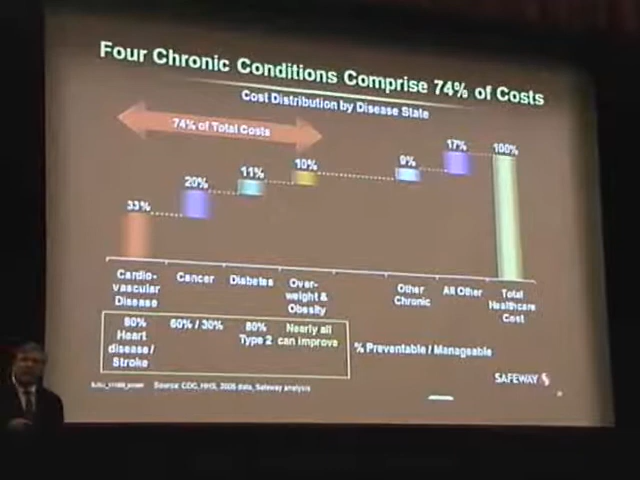 Four Chronic Conditions Comprise 74% of Costs
Cost Distribution by Disease State
74% of Total Costs
33%
20%
11%
10%
9%
17%
100%
Cardio-
vascular
Disease
Cancer
Diabetes
Over-
weight &
Obesity
Other
Chronic
All Other
Total
Healthcare
Cost
80%
Heart
disease/
Stroke
60% / 30%
80%
Type 2
Nearly all
can improve
% Preventable / Manageable
Source: CDC, HHS, 2005 data, Safeway analysis
SAFEWAY